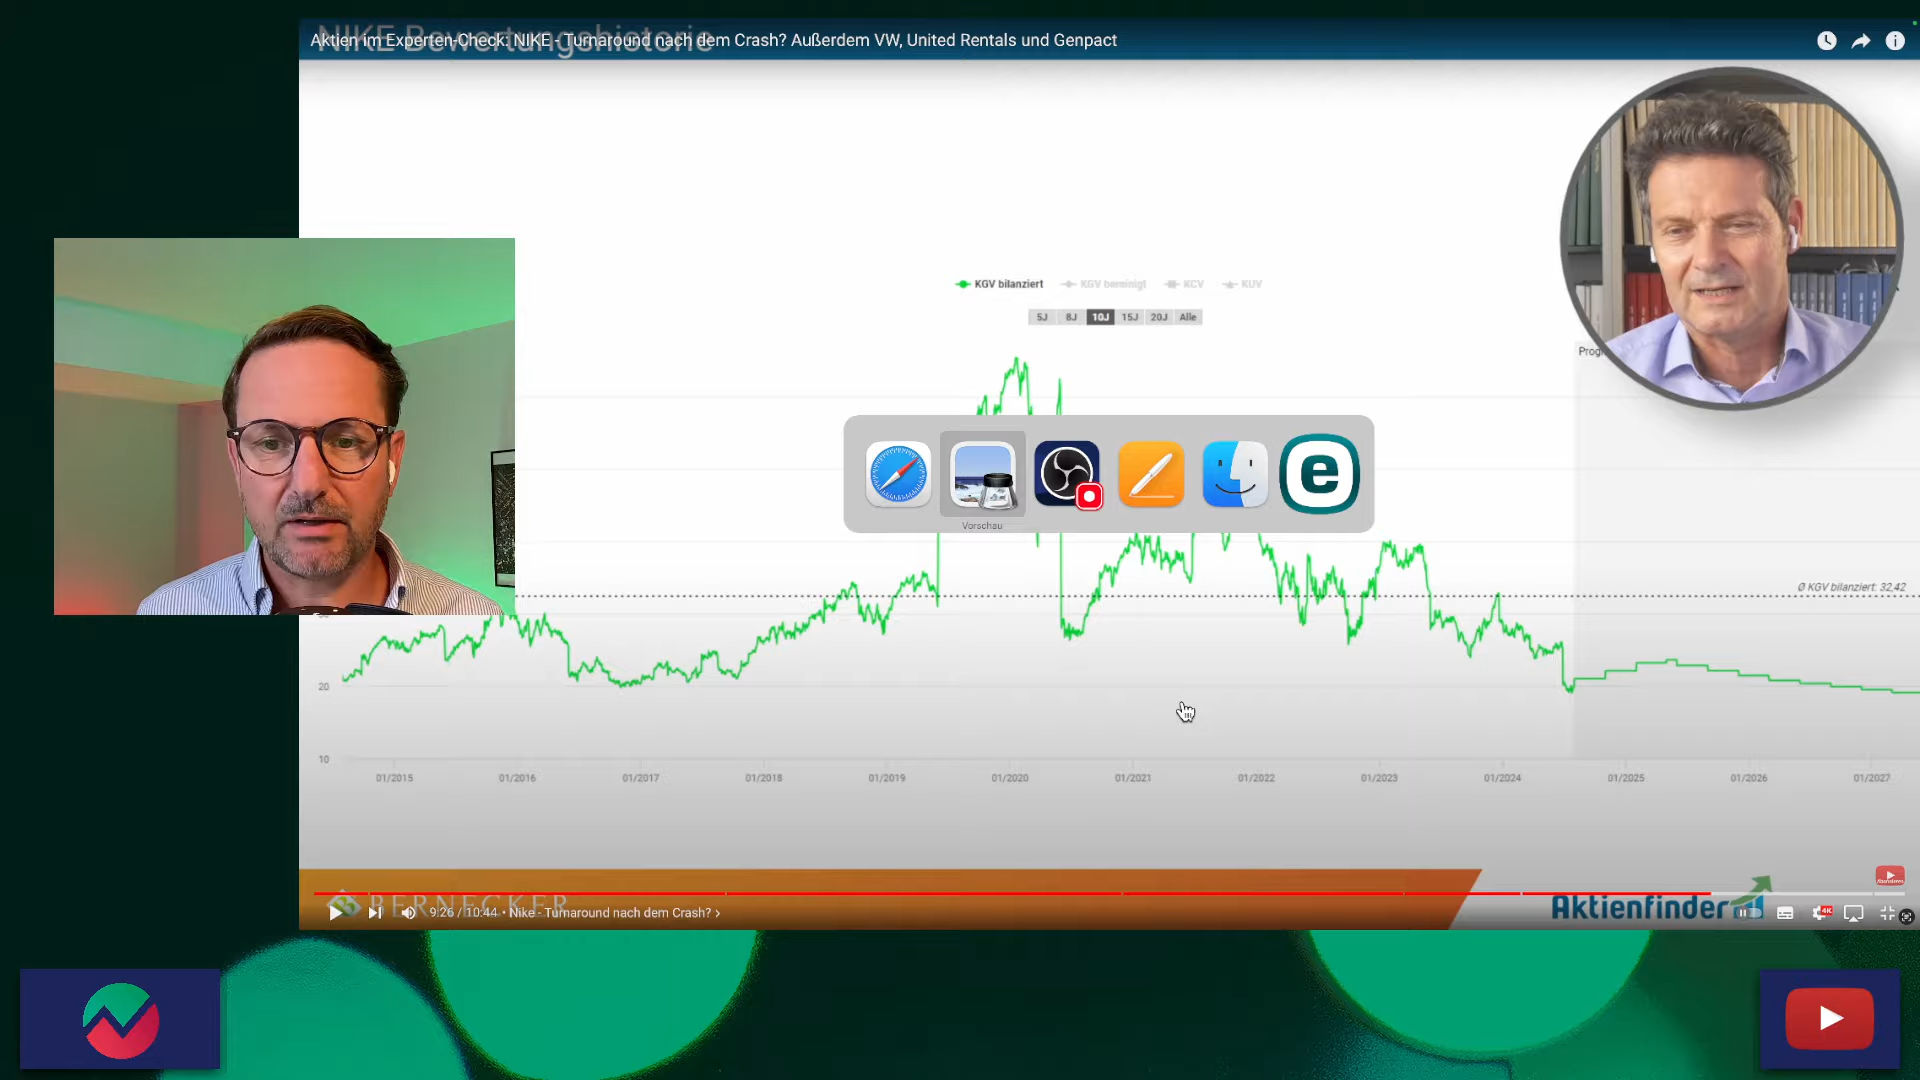 NIKE Bewertungshistorie
Aktien im Experten-Check: NIKE - Turnaround nach dem Crash? Außerdem VW, United Rentals und Genpact
KGV bilanziert KGV bereinigt KCV KUV
5J 8J 10J 15J 20J Alle
Vorschau
Ø KGV bilanziert: 32,42
20
10
01/2015 01/2016 01/2017 01/2018 01/2019 01/2020 01/2021 01/2022 01/2023 01/2024 01/2025 01/2026 01/2027
BERNECKER
Aktienfinder
9:26 / 10:44 • Nike - Turnaround nach dem Crash? ›
4K